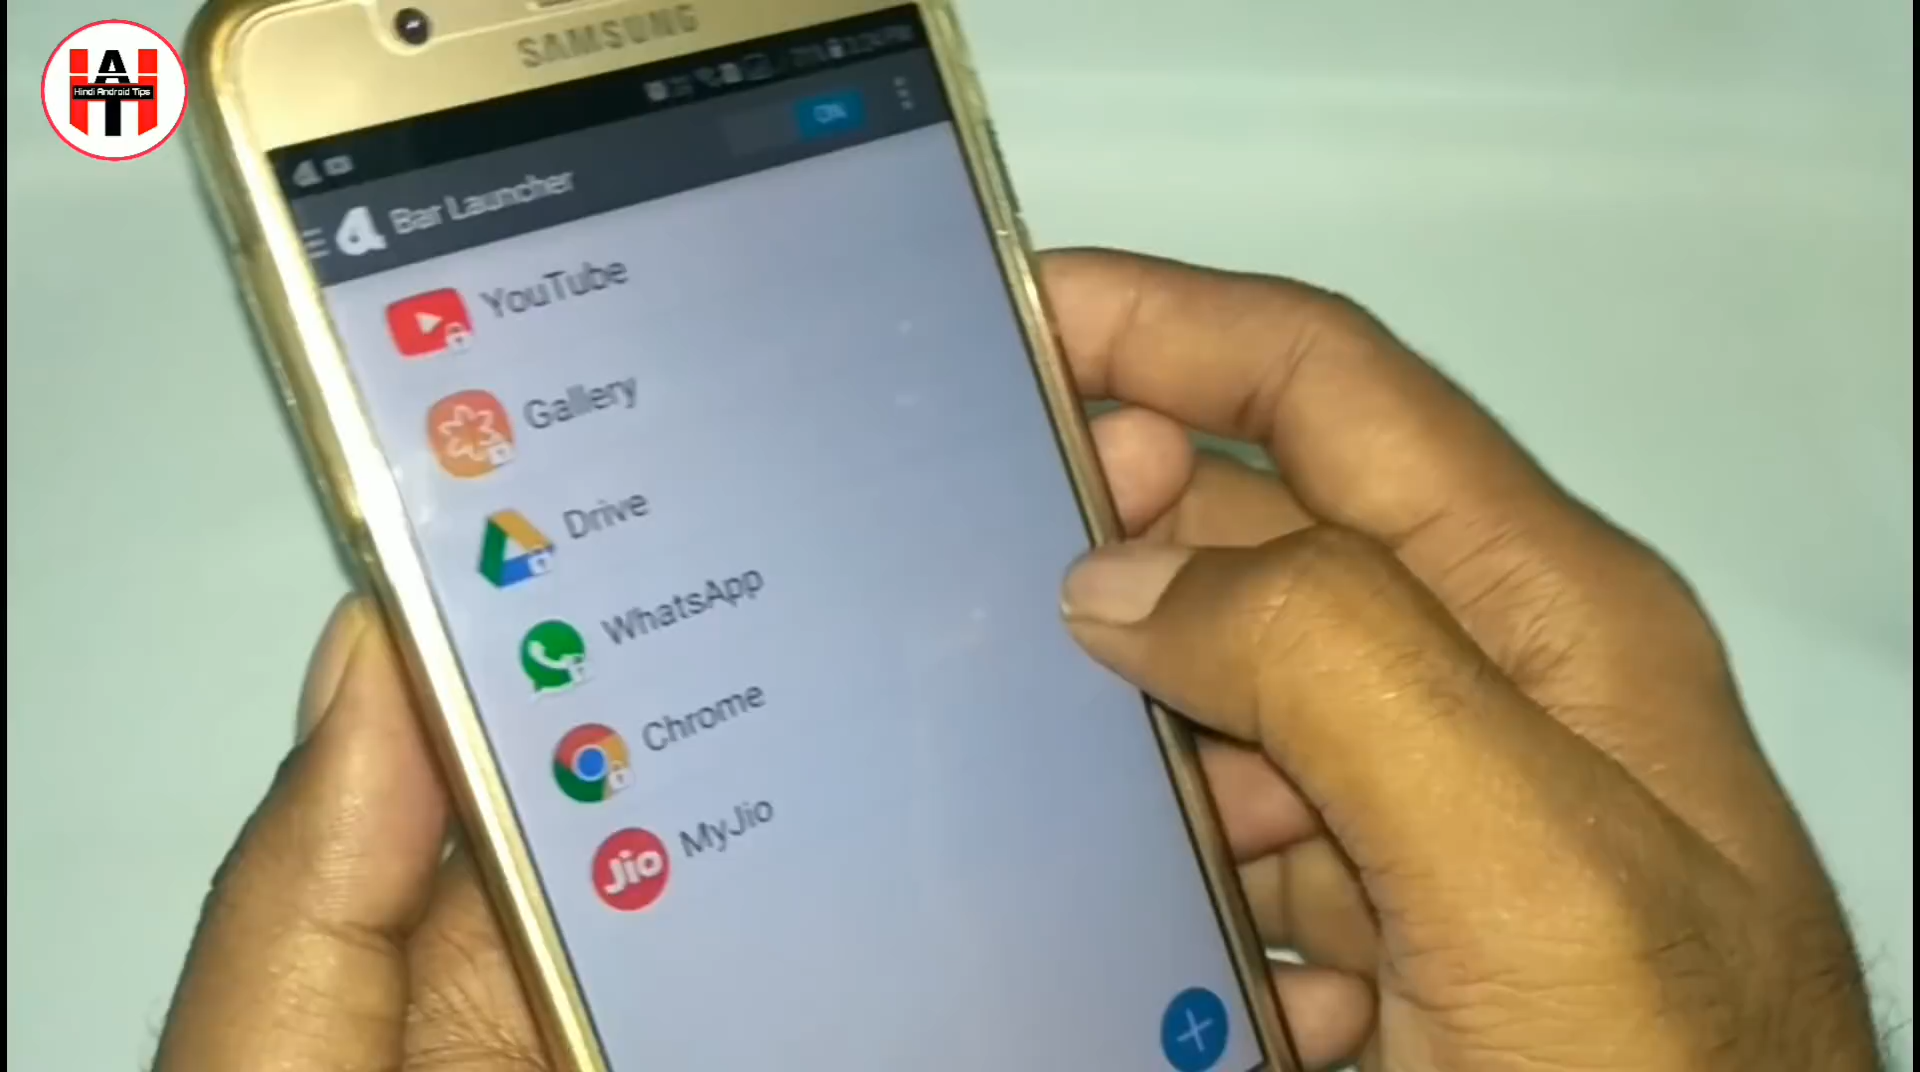 HAT
Hindi Android Tips
SAMSUNG
ON
Bar Launcher
YouTube
Gallery
Drive
WhatsApp
Chrome
Jio MyJio